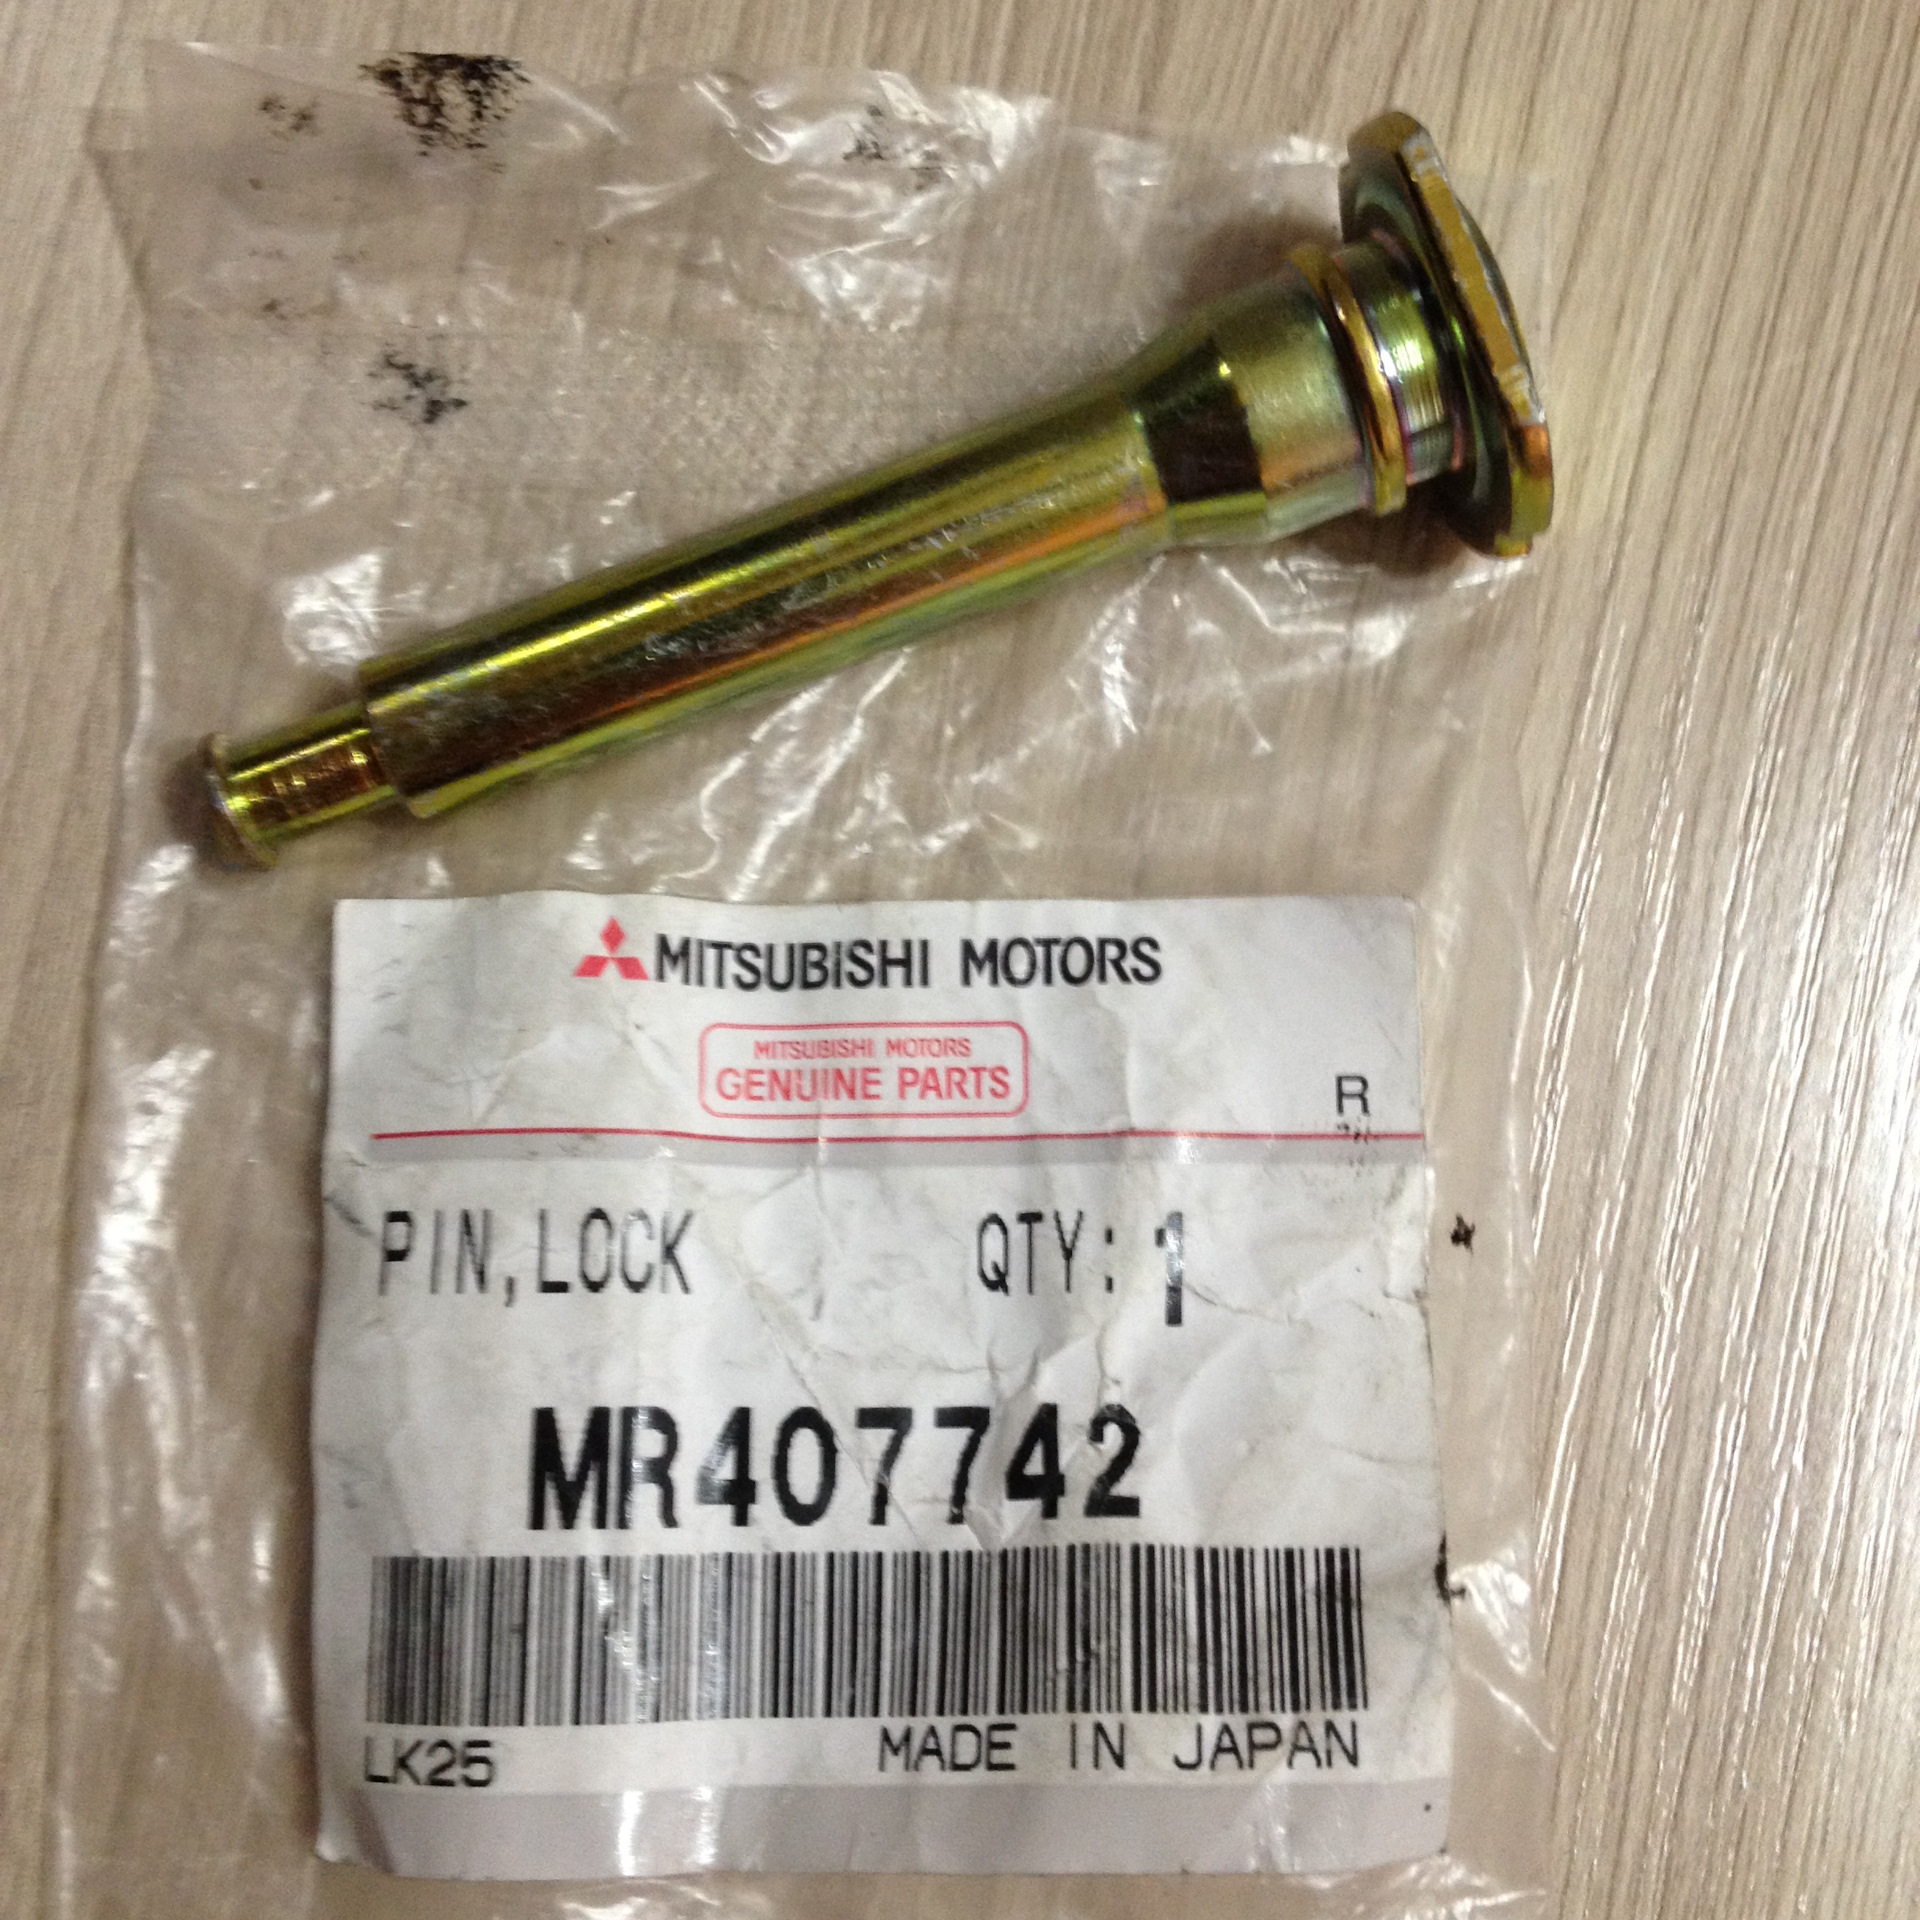 MITSUBISHI MOTORS
MITSUBISHI MOTORS
GENUINE PARTS
R
PIN,LOCK QTY: 1
MR407742
LK25 MADE IN JAPAN